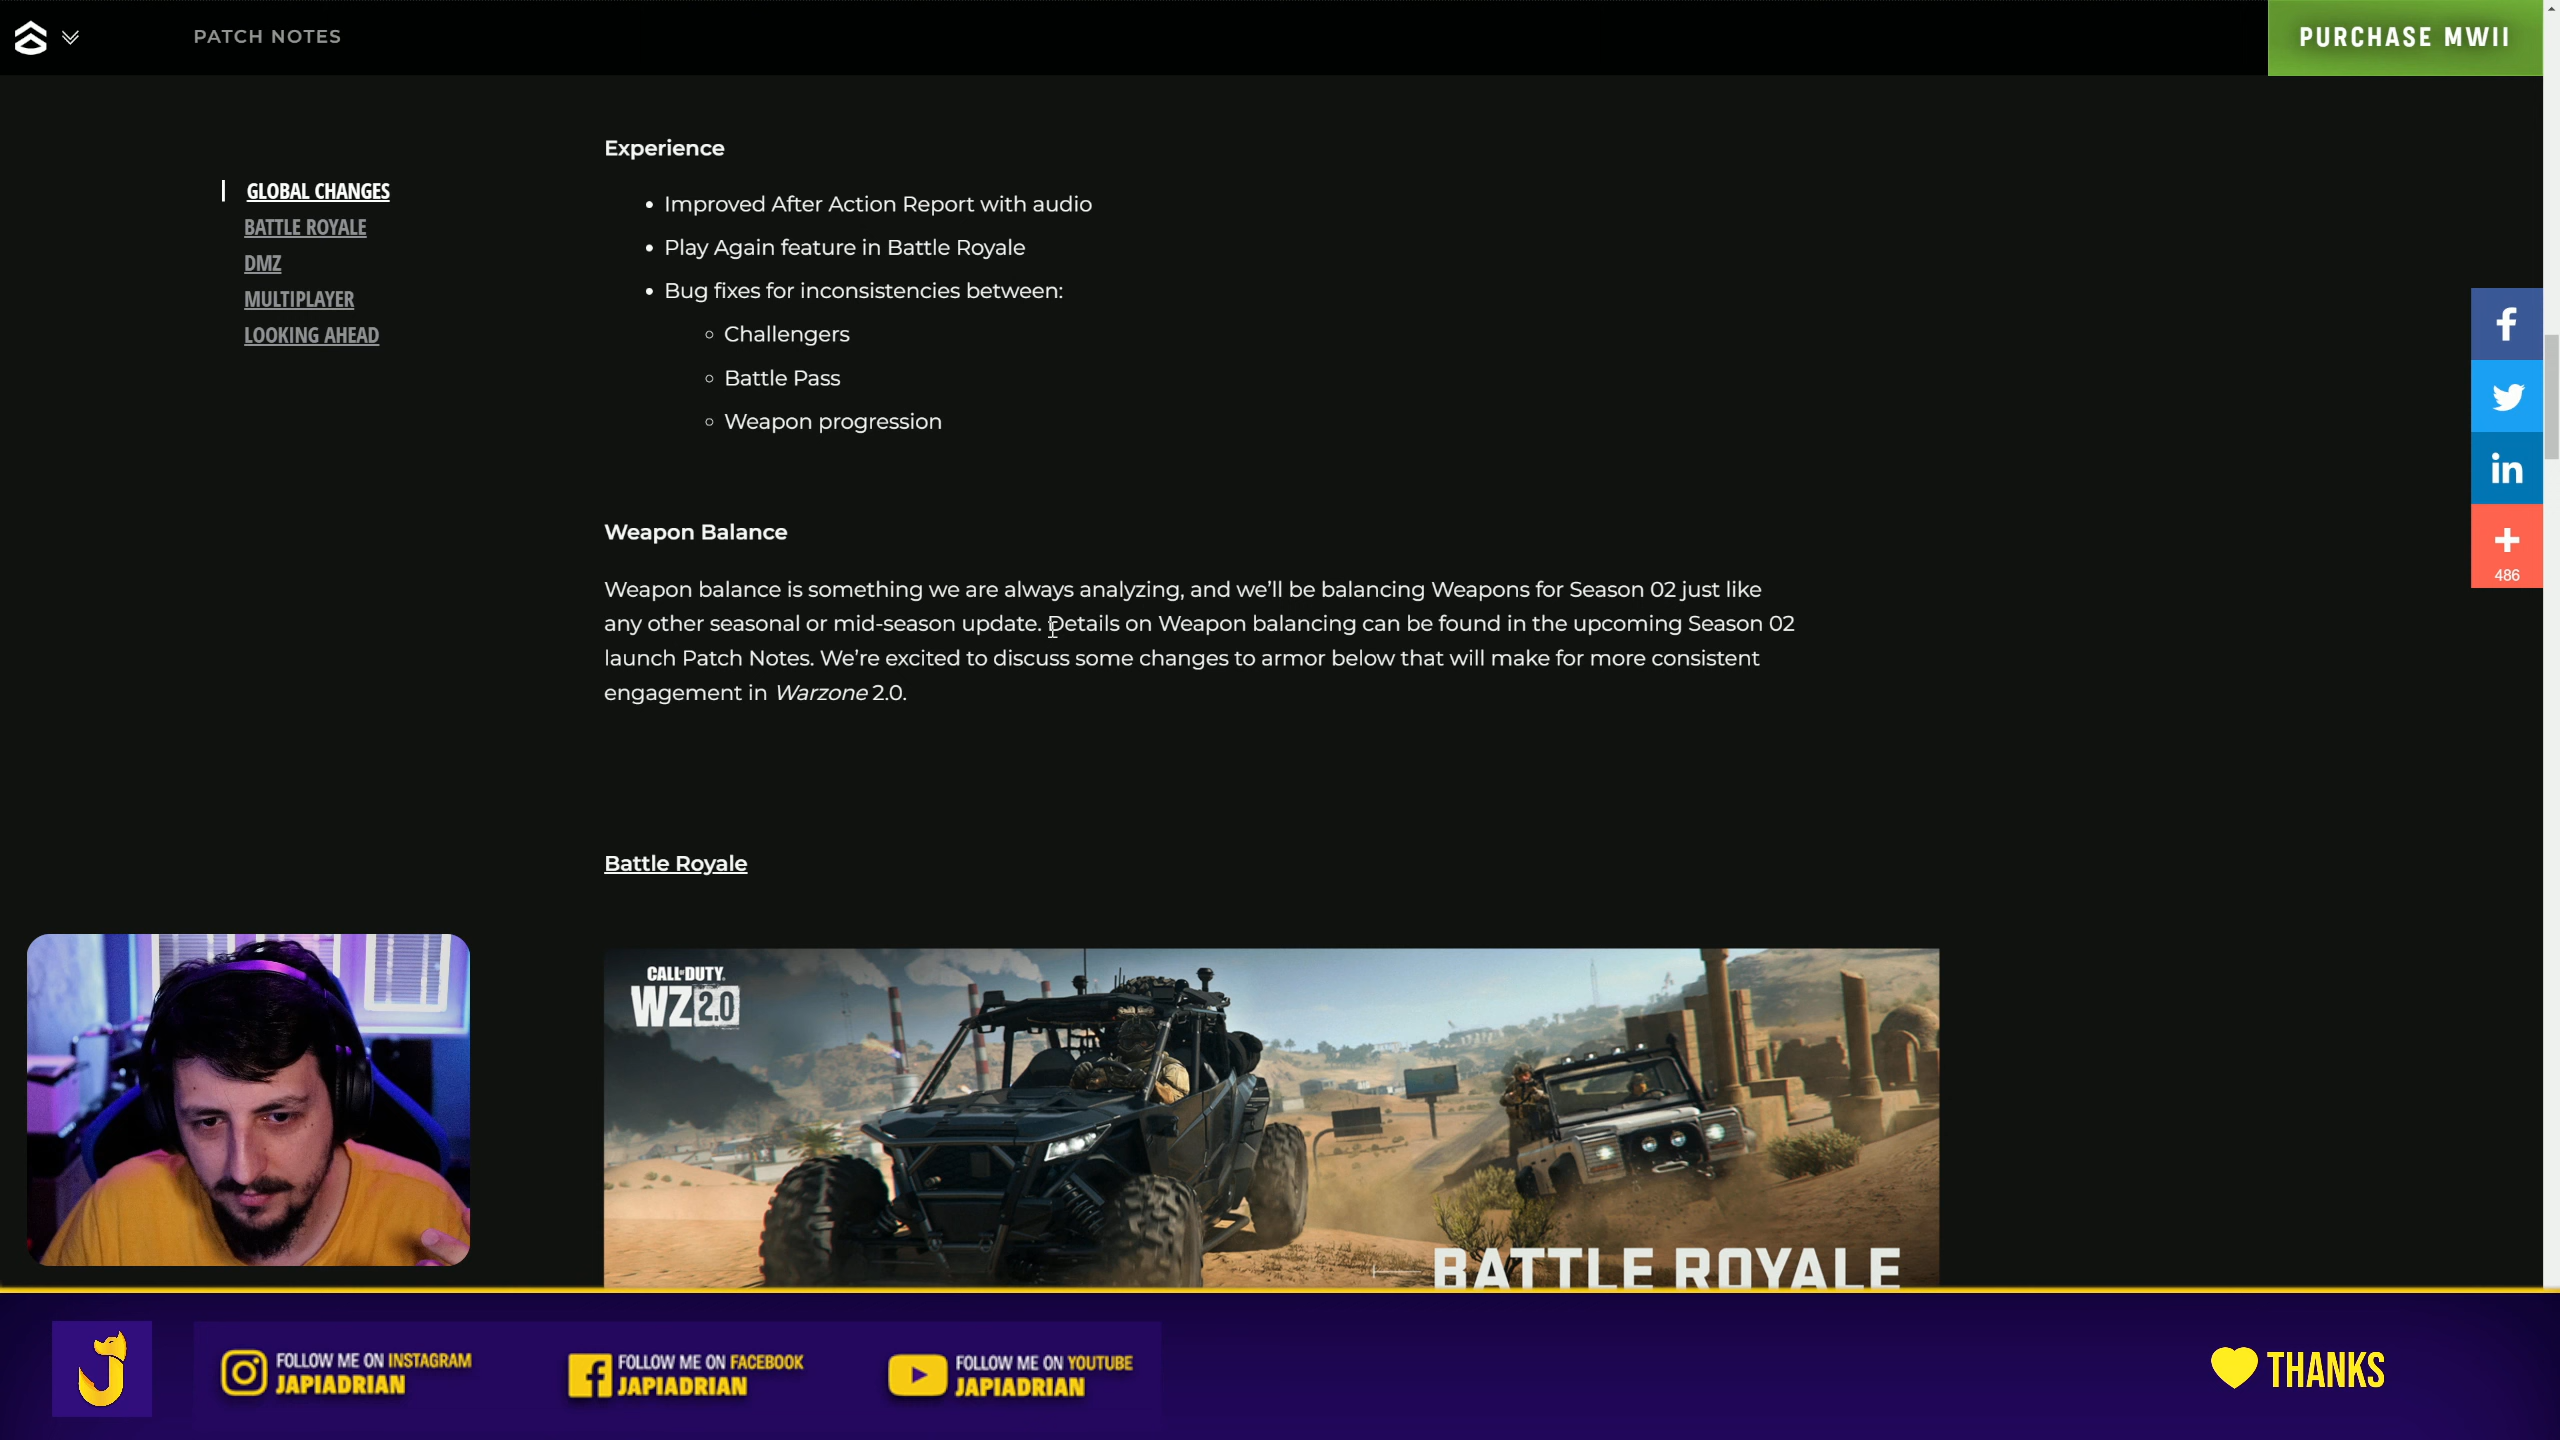 PATCH NOTES
PURCHASE MWII
GLOBAL CHANGES
BATTLE ROYALE
DMZ
MULTIPLAYER
LOOKING AHEAD
Experience
Improved After Action Report with audio
Play Again feature in Battle Royale
Bug fixes for inconsistencies between:
Challengers
Battle Pass
Weapon progression
Weapon Balance
Weapon balance is something we are always analyzing, and we’ll be balancing Weapons for Season 02 just like
any other seasonal or mid-season update. Details on Weapon balancing can be found in the upcoming Season 02
launch Patch Notes. We’re excited to discuss some changes to armor below that will make for more consistent
engagement in Warzone 2.0.
486
Battle Royale
CALL OF DUTY
WZ 2.0
BATTLE ROYALE
FOLLOW ME ON INSTAGRAM
JAPIADRIAN
FOLLOW ME ON FACEBOOK
JAPIADRIAN
FOLLOW ME ON YOUTUBE
JAPIADRIAN
THANKS